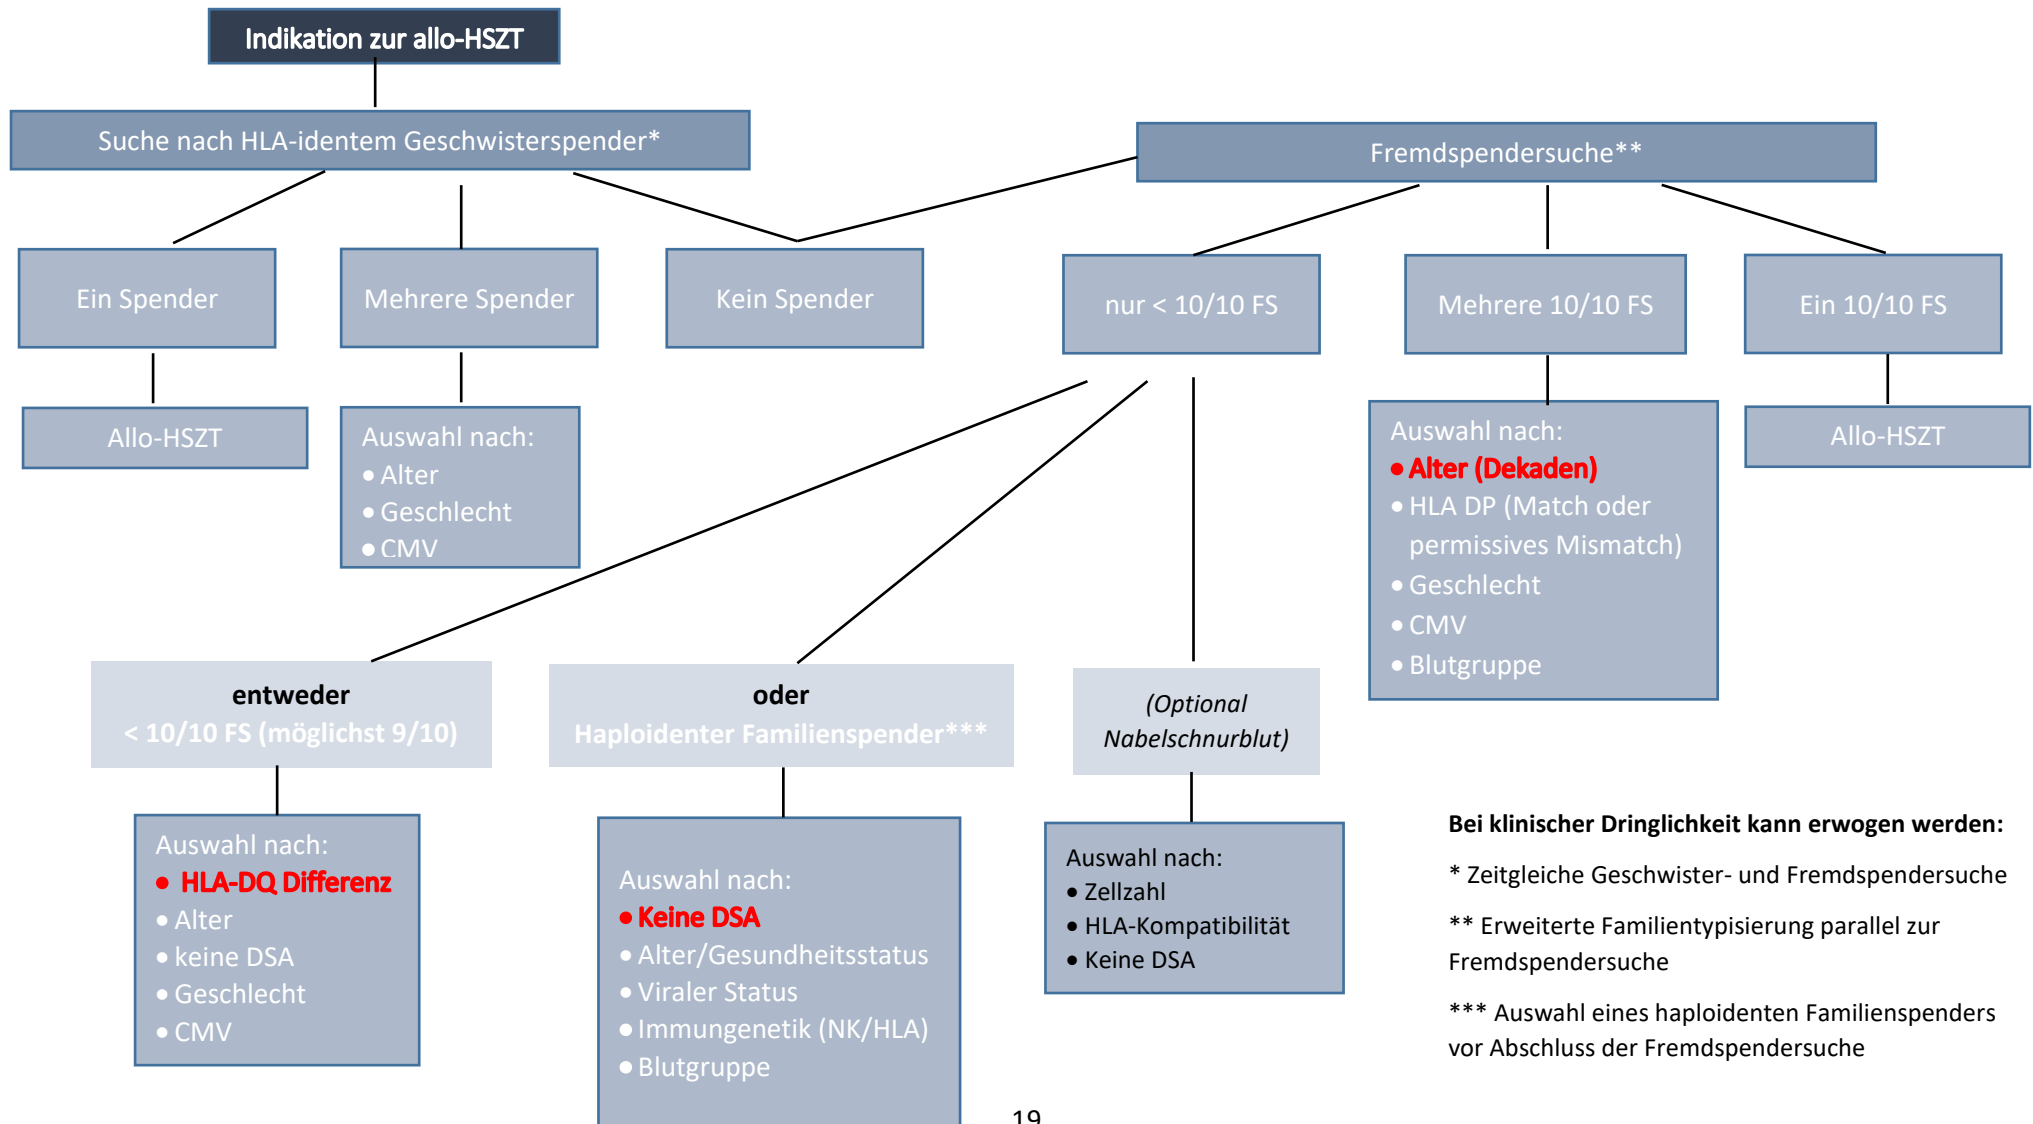 Indikation zur allo-HSZT
Suche nach HLA-identem Geschwisterspender*
Fremdspendersuche**
Ein Spender
Mehrere Spender
Kein Spender
nur < 10/10 FS
Mehrere 10/10 FS
Ein 10/10 FS
Allo-HSZT
Auswahl nach:
• Alter
• Geschlecht
• CMV
Auswahl nach:
• Alter (Dekaden)
• HLA DP (Match oder
permissives Mismatch)
• Geschlecht
• CMV
• Blutgruppe
Allo-HSZT
entweder
< 10/10 FS (möglichst 9/10)
oder
Haploidenter Familienspender***
(Optional
Nabelschnurblut)
Auswahl nach:
• HLA-DQ Differenz
• Alter
• keine DSA
• Geschlecht
• CMV
Auswahl nach:
• Keine DSA
• Alter/Gesundheitsstatus
• Viraler Status
• Immungenetik (NK/HLA)
• Blutgruppe
Auswahl nach:
• Zellzahl
• HLA-Kompatibilität
• Keine DSA
Bei klinischer Dringlichkeit kann erwogen werden:
* Zeitgleiche Geschwister- und Fremdspendersuche
** Erweiterte Familientypisierung parallel zur
Fremdspendersuche
*** Auswahl eines haploidenten Familienspenders
vor Abschluss der Fremdspendersuche
19